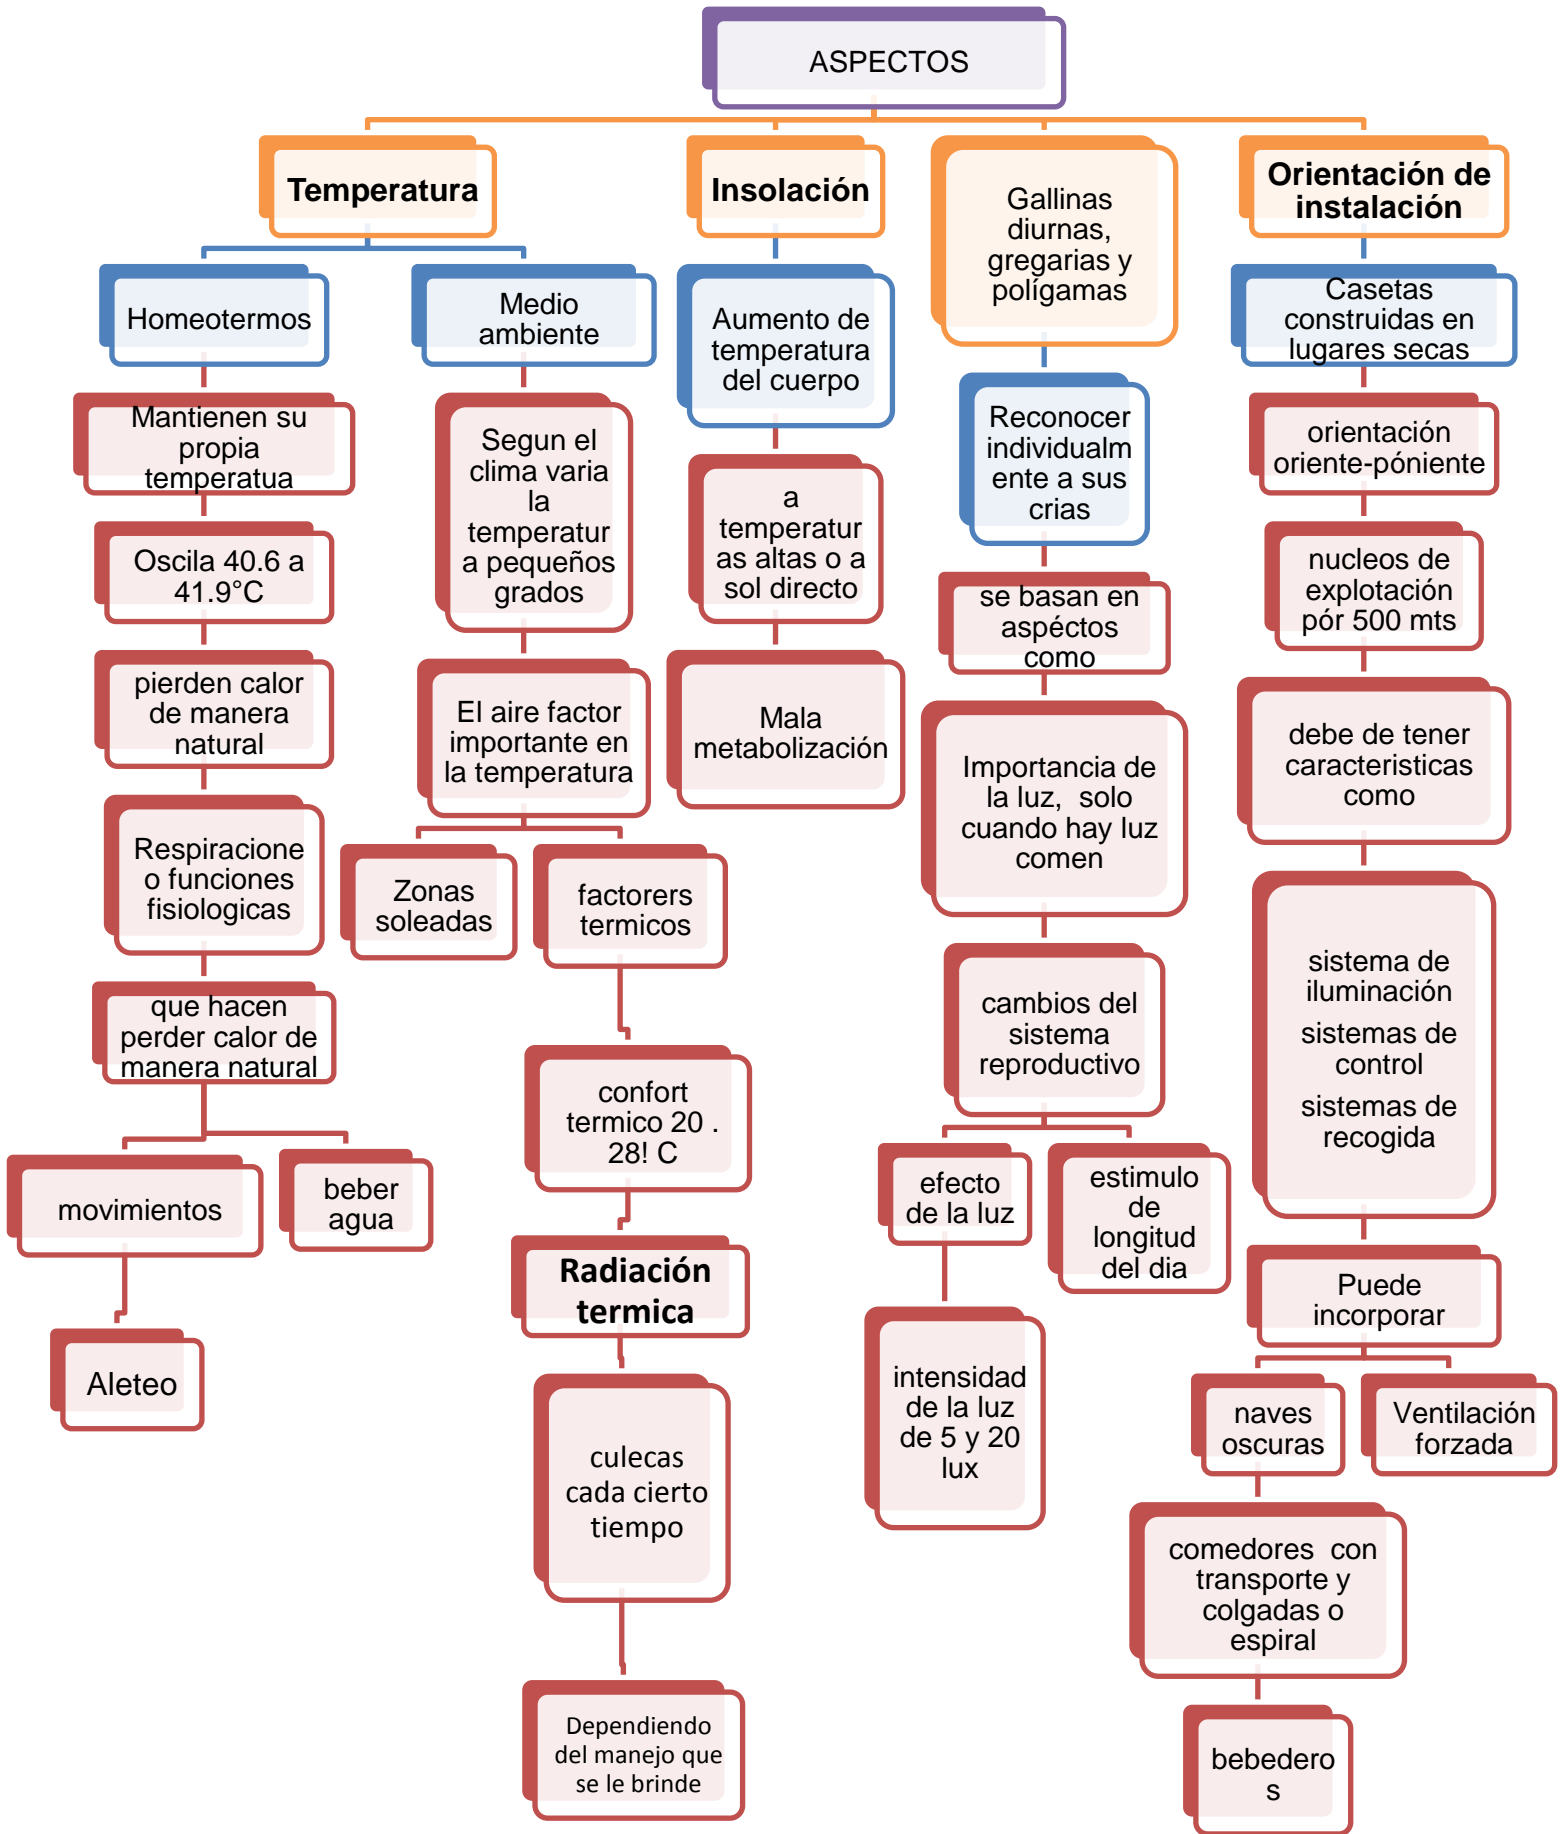 ASPECTOS
Temperatura
Homeotermos
Mantienen su
propia
temperatua
Oscila 40.6 a
41.9°C
pierden calor
de manera
natural
Respiracione
o funciones
fisiologicas
que hacen
perder calor de
manera natural
movimientos
Aleteo
beber
agua
Medio
ambiente
Segun el
clima varia
la
temperatur
a pequeños
grados
El aire factor
importante en
la temperatura
Zonas
soleadas
factorers
termicos
confort
termico 20 .
28! C
Radiación
termica
culecas
cada cierto
tiempo
Dependiendo
del manejo que
se le brinde
Insolación
Aumento de
temperatura
del cuerpo
a
temperatur
as altas o a
sol directo
Mala
metabolización
Gallinas
diurnas,
gregarias y
polígamas
Reconocer
individualm
ente a sus
crias
se basan en
aspéctos
como
Importancia de
la luz,  solo
cuando hay luz
comen
cambios del
sistema
reproductivo
efecto
de la luz
intensidad
de la luz
de 5 y 20
lux
estimulo
de
longitud
del dia
Orientación de
instalación
Casetas
construidas en
lugares secas
orientación
oriente-póniente
nucleos de
explotación
pór 500 mts
debe de tener
caracteristicas
como
sistema de
iluminación
sistemas de
control
sistemas de
recogida
Puede
incorporar
naves
oscuras
comedores  con
transporte y
colgadas o
espiral
bebedero
s
Ventilación
forzada